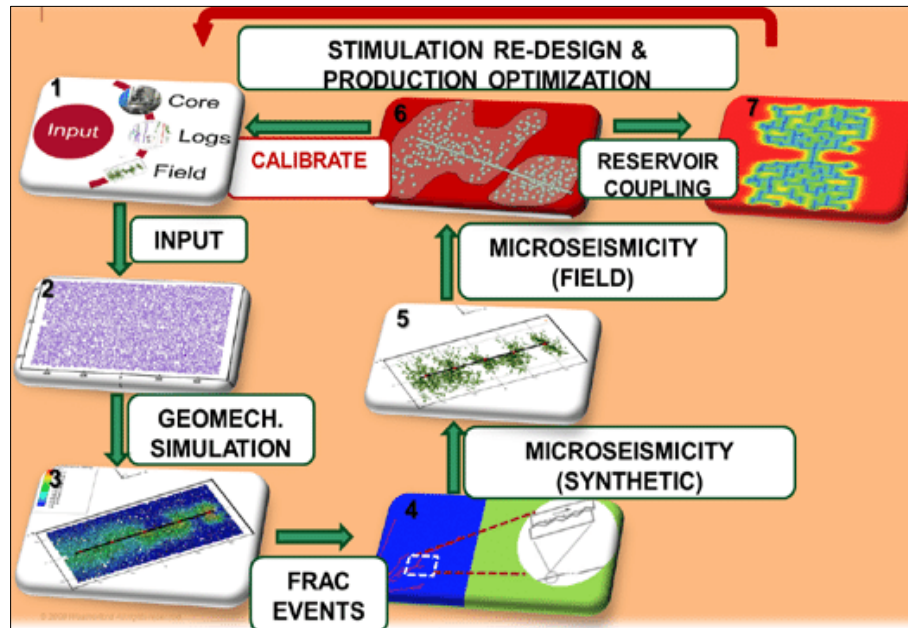 STIMULATION RE-DESIGN &
PRODUCTION OPTIMIZATION
1
Input
Core
Logs
Field
CALIBRATE
6
RESERVOIR
COUPLING
7
INPUT
2
MICROSEISMICITY
(FIELD)
5
GEOMECH.
SIMULATION
MICROSEISMICITY
(SYNTHETIC)
3
FRAC
EVENTS
4